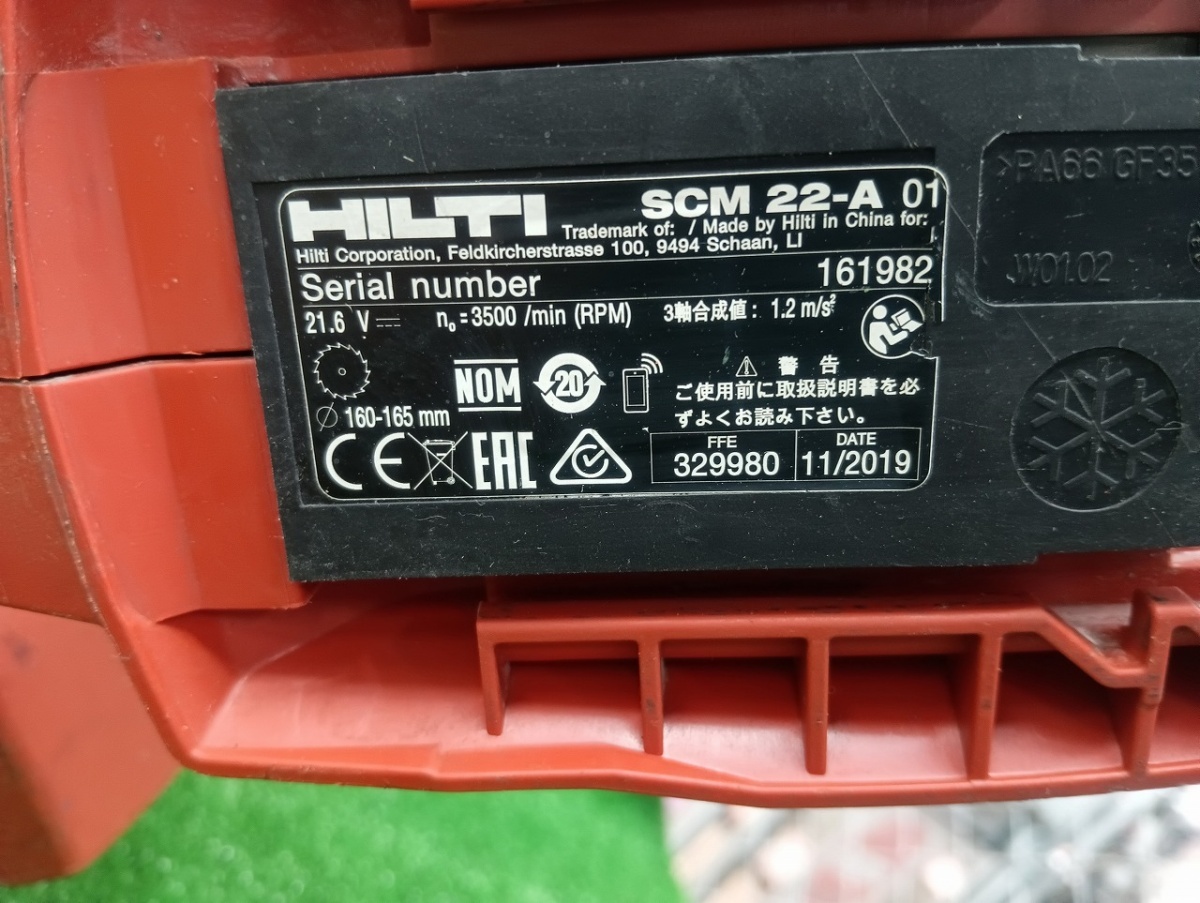 HILTI SCM 22-A 01
Trademark of: / Made by Hilti in China for:
Hilti Corporation, Feldkircherstrasse 100, 9494 Schaan, LI
Serial number 161982
21.6 V n₀=3500 /min (RPM) 3軸合成値: 1.2 m/s²
NOM 20 ⚠ 警告
ご使用前に取扱説明書を必
ずよくお読み下さい。
⌀ 160-165 mm
CE EAC
FFE DATE
329980 11/2019
>PA66 GF35
W01.02